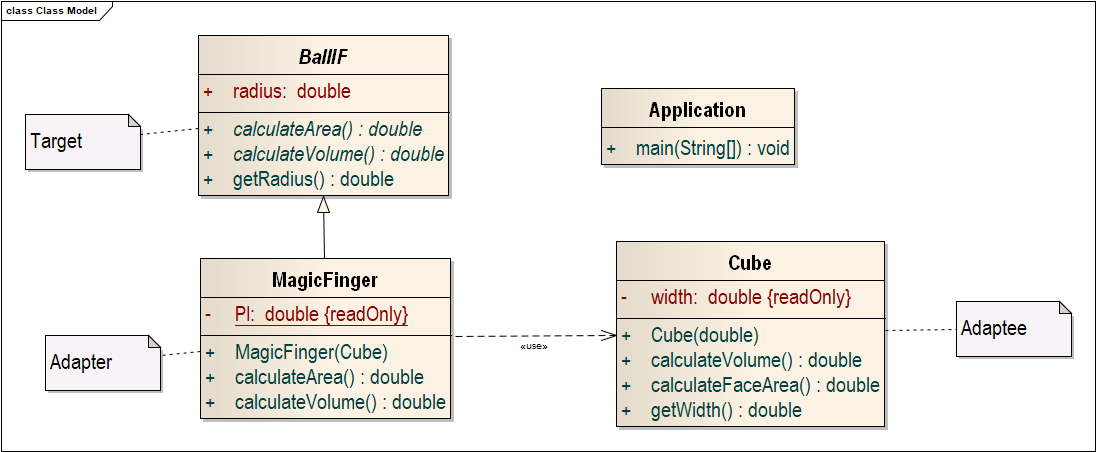 class Class Model
BallIF
+ radius: double
+ calculateArea() : double
+ calculateVolume() : double
+ getRadius() : double
Target
Application
+ main(String[]) : void
MagicFinger
- PI: double {readOnly}
+ MagicFinger(Cube)
+ calculateArea() : double
+ calculateVolume() : double
Adapter
«use»
Cube
- width: double {readOnly}
+ Cube(double)
+ calculateVolume() : double
+ calculateFaceArea() : double
+ getWidth() : double
Adaptee